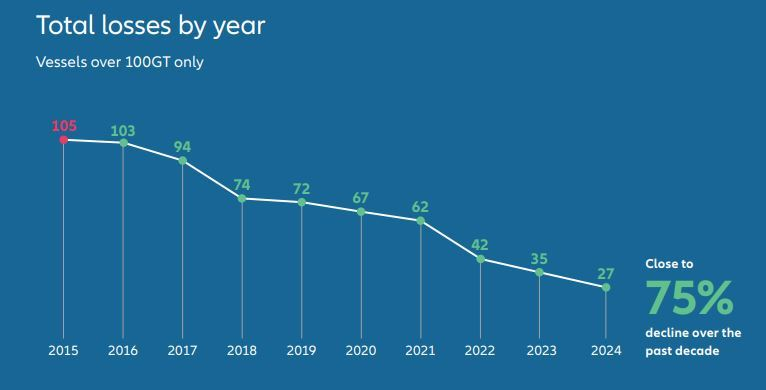 Total losses by year
Vessels over 100GT only
105
103
94
74
72
67
62
42
35
27
2015 2016 2017 2018 2019 2020 2021 2022 2023 2024
Close to
75%
decline over the
past decade